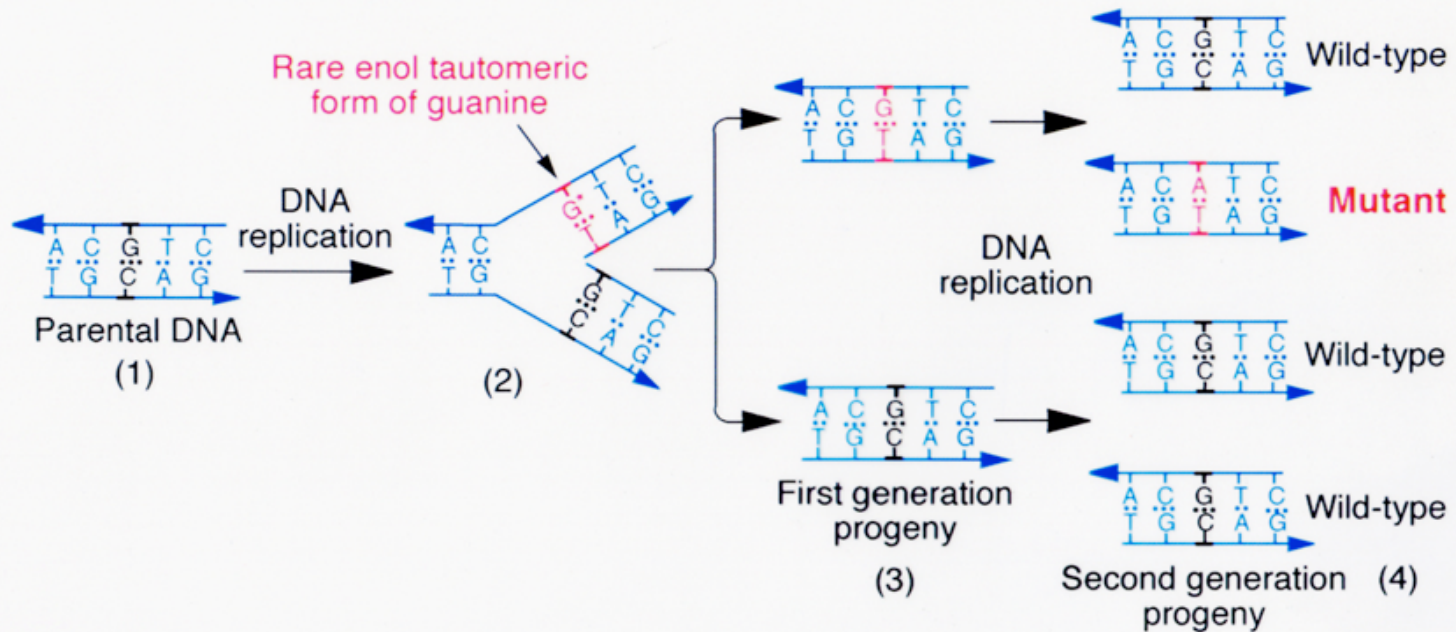 Rare enol tautomeric
form of guanine
DNA
replication
A C G T C
T G C A G
Parental DNA
(1)
A C
T G
G T C
T A G
G T C
C A G
(2)
A C G T C
T G T A G
A C G T C
T G C A G
First generation
progeny
(3)
DNA
replication
A C G T C
T G C A G
Wild-type
A C A T C
T G T A G
Mutant
A C G T C
T G C A G
Wild-type
A C G T C
T G C A G
Wild-type
Second generation
progeny
(4)